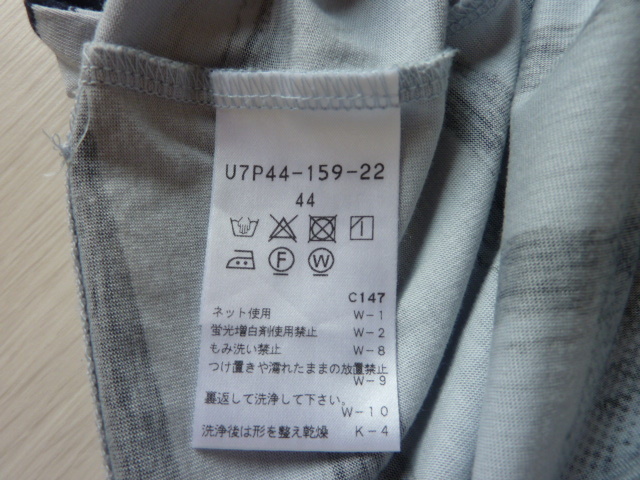 U7P44-159-22
44
F W
C147
ネット使用 W-1
蛍光増白剤使用禁止 W-2
もみ洗い禁止 W-8
つけ置きや濡れたままの放置禁止
W-9
裏返して洗浄して下さい。
W-10
洗浄後は形を整え乾燥 K-4